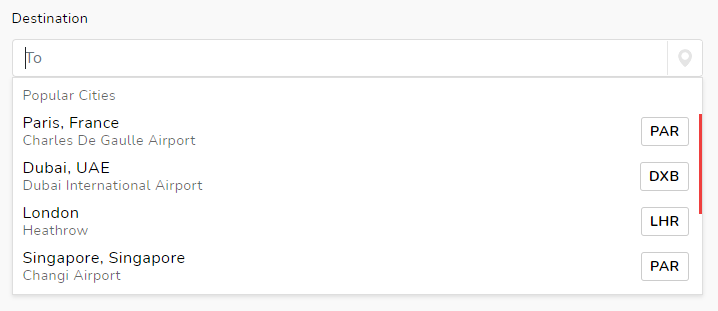 Destination
To
Popular Cities
Paris, France
Charles De Gaulle Airport
PAR
Dubai, UAE
Dubai International Airport
DXB
London
Heathrow
LHR
Singapore, Singapore
Changi Airport
PAR